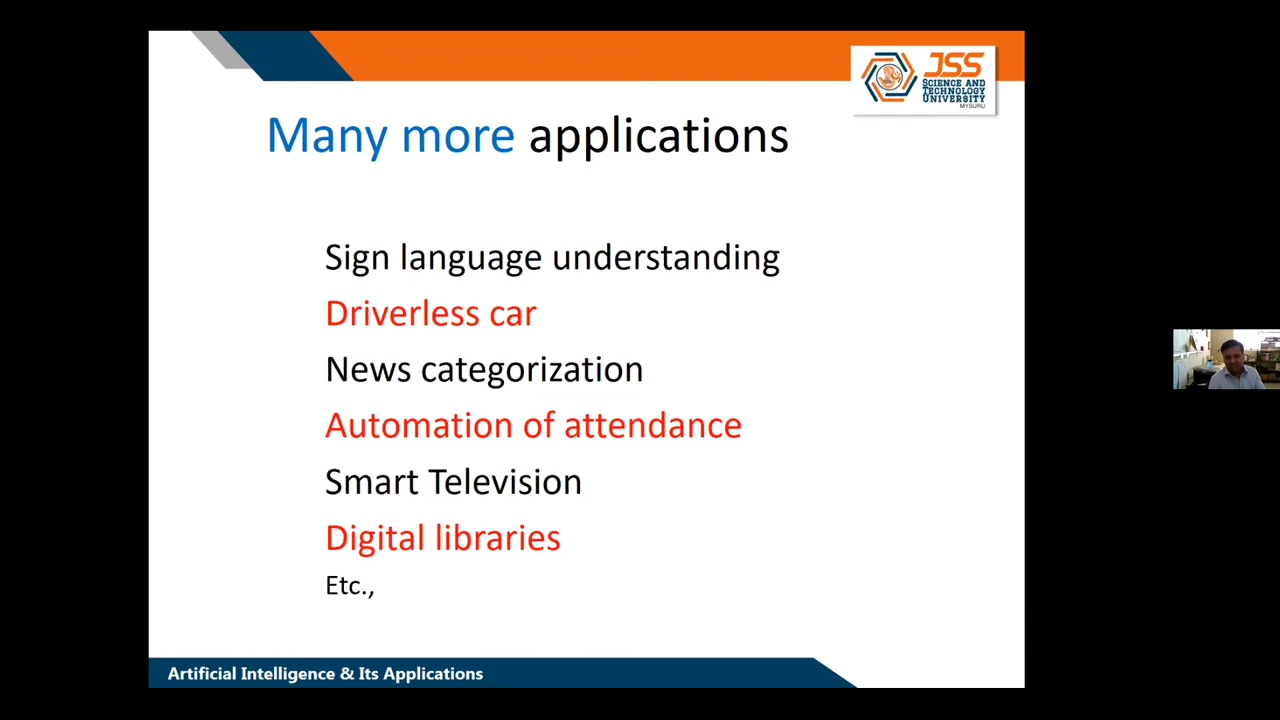 JSS
SCIENCE AND
TECHNOLOGY
UNIVERSITY
MYSURU
Many more applications
Sign language understanding
Driverless car
News categorization
Automation of attendance
Smart Television
Digital libraries
Etc.,
Artificial Intelligence & Its Applications